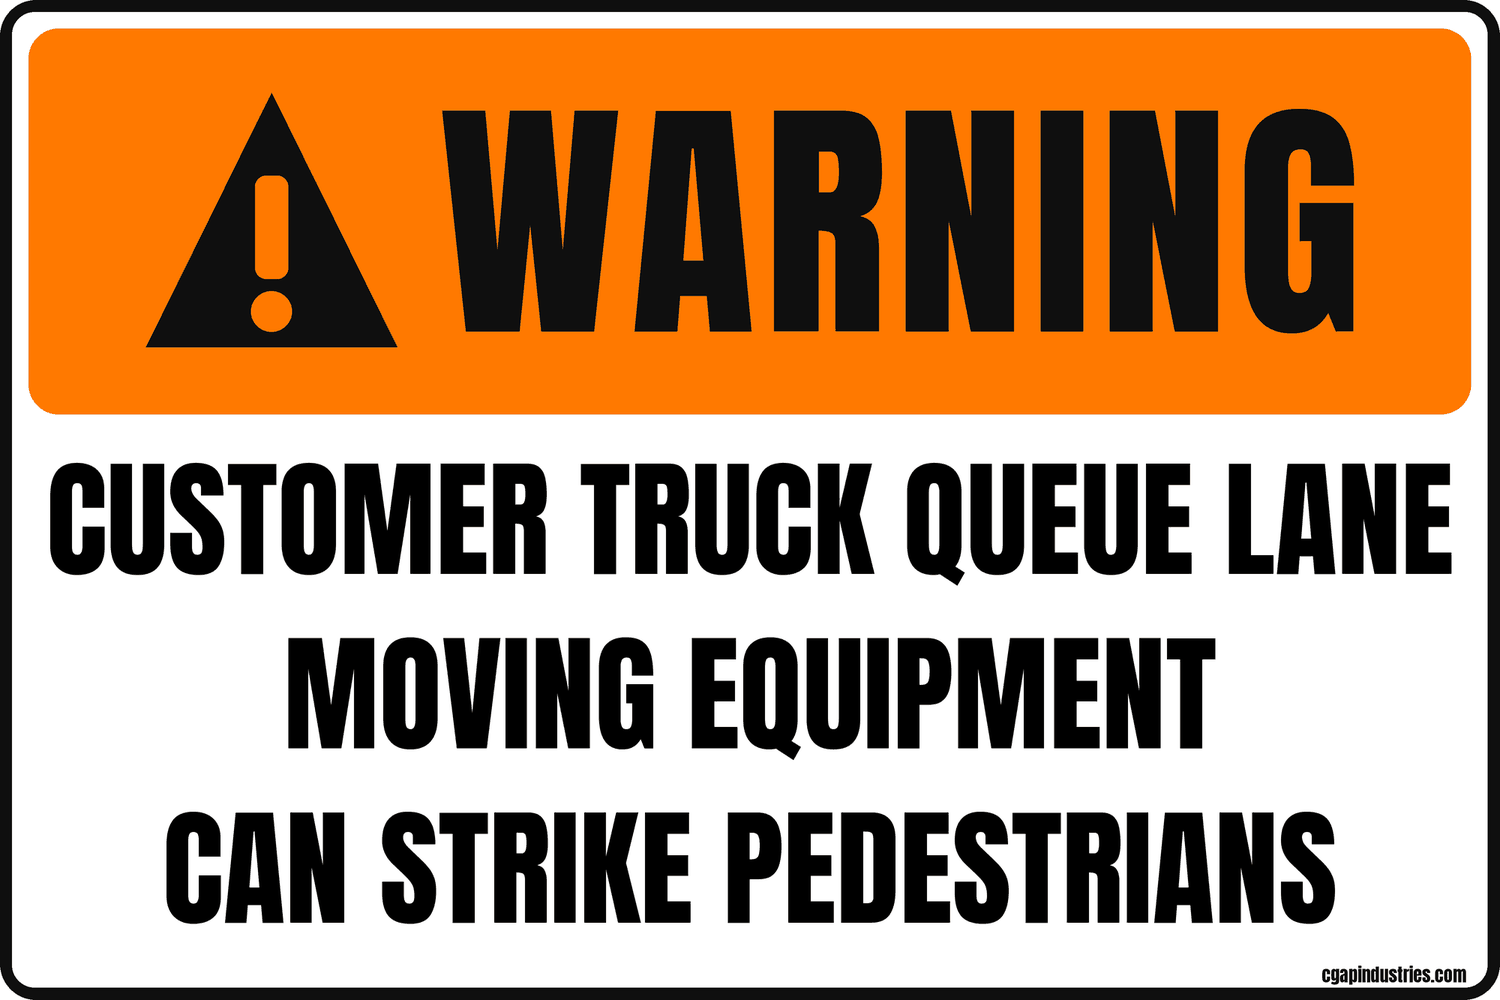 WARNING
CUSTOMER TRUCK QUEUE LANE
MOVING EQUIPMENT
CAN STRIKE PEDESTRIANS
cgapindustries.com